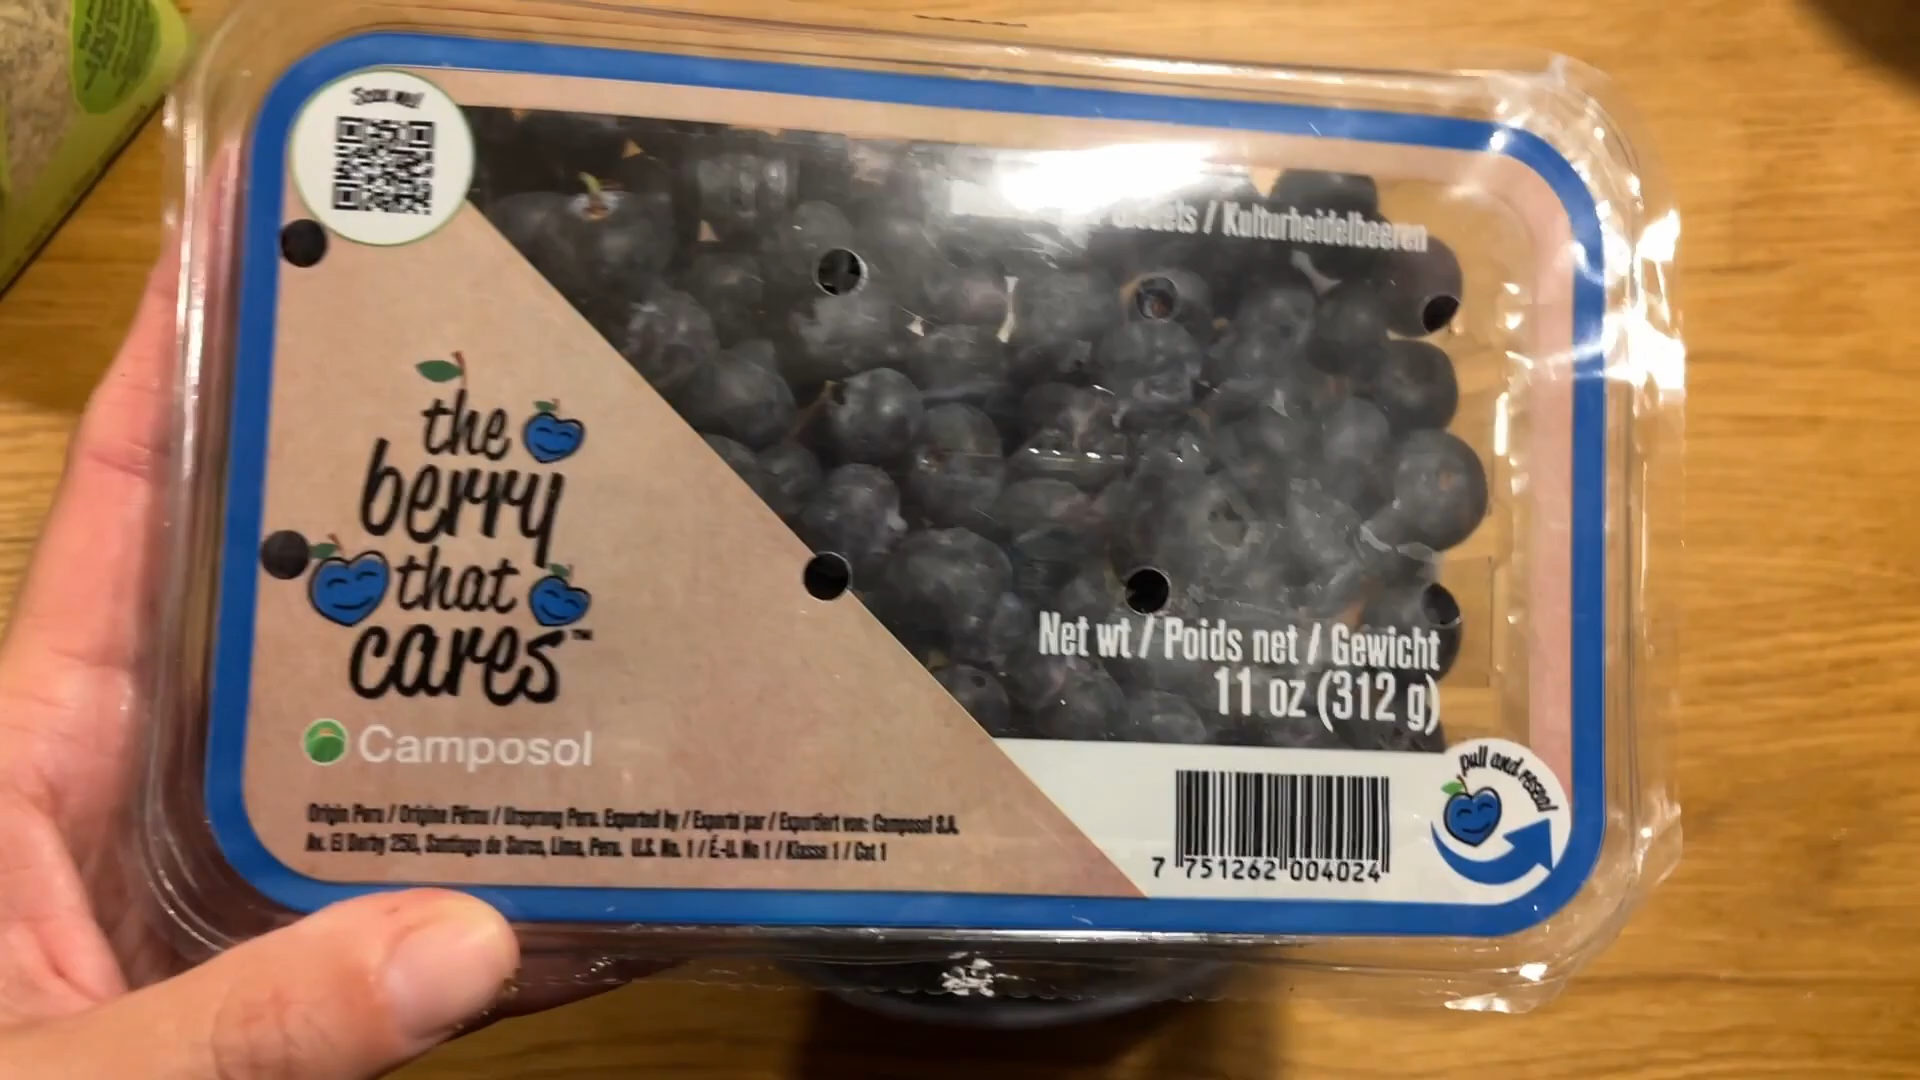 Scan me!
/ Kulturheidelbeeren
the
berry
that
cares™
Camposol
Net wt / Poids net / Gewicht
11 oz (312 g)
Origin Peru / Origine Pérou / Ursprung Peru. Exported by / Exporté par / Exportiert von: Camposol S.A.
Av. El Derby 250, Santiago de Surco, Lima, Peru. U.S. No. 1 / É.-U. No 1 / Klasse 1 / Cat 1
7 751262 004024
pull and reseal